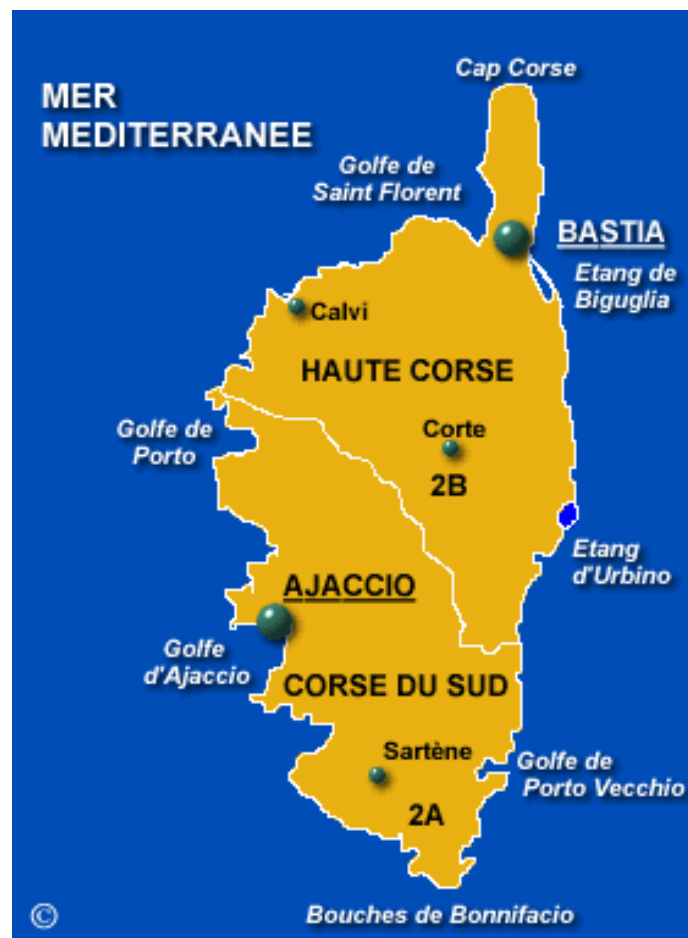 Cap Corse
MER
MEDITERRANEE
Golfe de
Saint Florent
BASTIA
Etang de
Biguglia
Calvi
HAUTE CORSE
Golfe de
Porto
Corte
2B
Etang
d'Urbino
AJACCIO
Golfe
d'Ajaccio
CORSE DU SUD
Sartène
Golfe de
Porto Vecchio
2A
©
Bouches de Bonnifacio